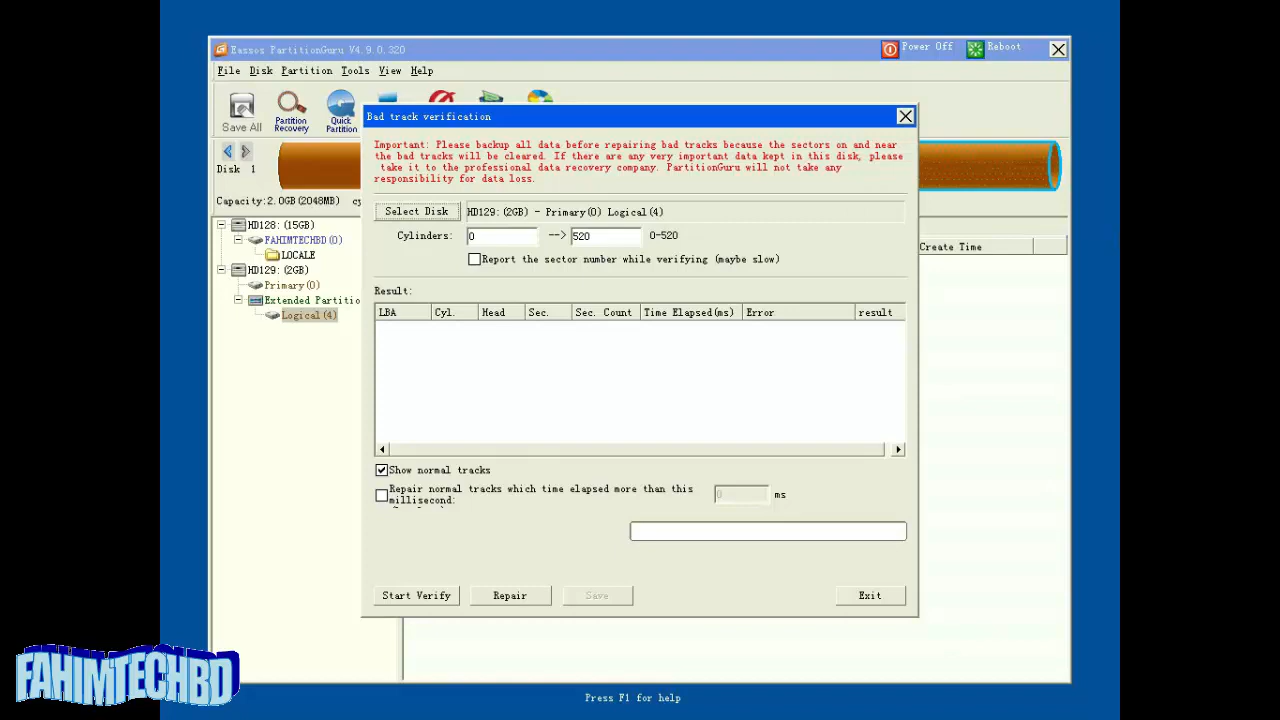 Eassos PartitionGuru V4.9.0.320
Power Off
Reboot
File Disk Partition Tools View Help
Save All
Partition Recovery
Quick Partition
Disk 1
Capacity:2.0GB(2048MB) cy
HD128:(15GB)
FAHIMTECHBD(0)
LOCALE
HD129:(2GB)
Primary(0)
Extended Partitio
Logical(4)
Create Time
Bad track verification
Important: Please backup all data before repairing bad tracks because the sectors on and near
the bad tracks will be cleared. If there are any very important data kept in this disk, please
take it to the professional data recovery company. PartitionGuru will not take any
responsibility for data loss.
Select Disk HD129:(2GB) - Primary(0) Logical(4)
Cylinders: 0 --> 520 0-520
Report the sector number while verifying (maybe slow)
Result:
LBA Cyl. Head Sec. Sec. Count Time Elapsed(ms) Error result
Show normal tracks
Repair normal tracks which time elapsed more than this
millisecond:
0 ms
Start Verify Repair Save Exit
FAHIMTECHBD
Press F1 for help